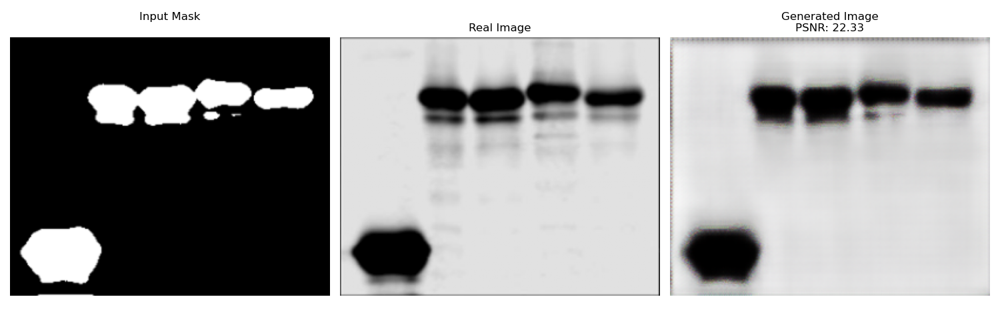 Input Mask
Real Image
Generated Image
PSNR: 22.33